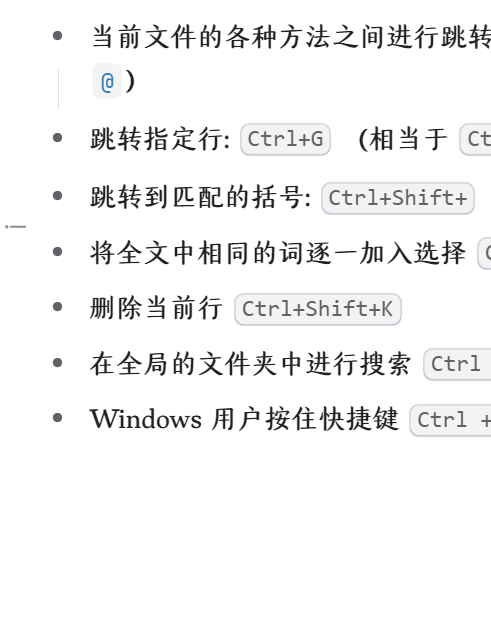 当前文件的各种方法之间进行跳转
@ )
跳转指定行: Ctrl+G (相当于 Ct
跳转到匹配的括号: Ctrl+Shift+
将全文中相同的词逐一加入选择
删除当前行 Ctrl+Shift+K
在全局的文件夹中进行搜索 Ctrl
Windows 用户按住快捷键 Ctrl +